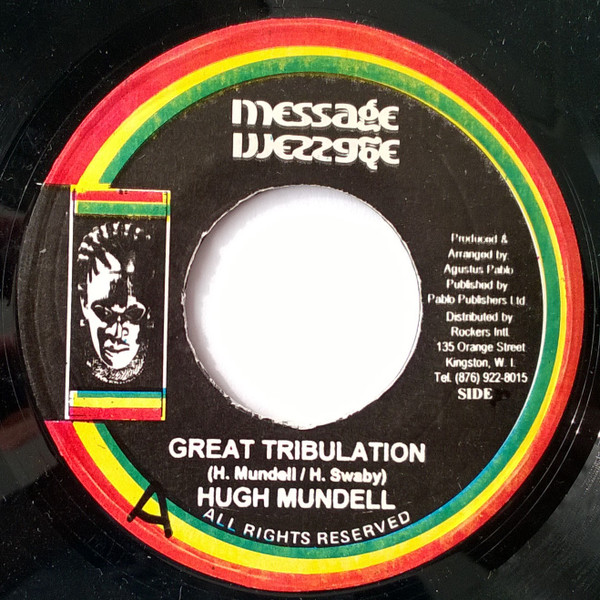 message
message
Produced &
Arranged by
Agustus Pablo
Published by
Pablo Publishers Ltd
Distributed by
Rockers Intl.
135 Orange Street
Kingston, W. I.
Tel. (876) 922-8015
SIDE
GREAT TRIBULATION
(H. Mundell / H. Swaby)
HUGH MUNDELL
A
ALL RIGHTS RESERVED